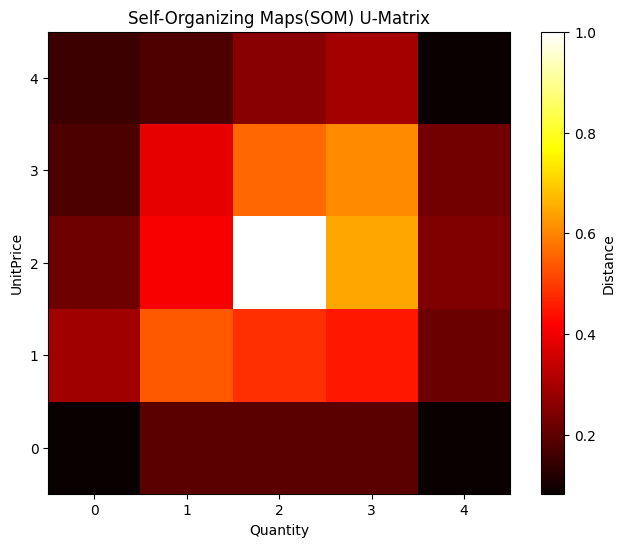 Self-Organizing Maps(SOM) U-Matrix
4
3
2
1
0
UnitPrice
0 1 2 3 4
Quantity
1.0
0.8
0.6
0.4
0.2
Distance